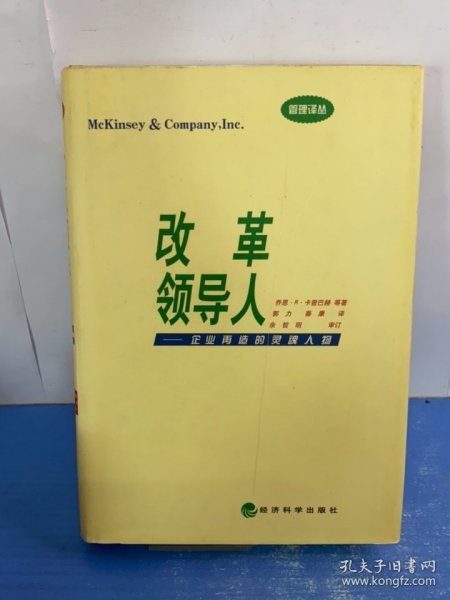 McKinsey & Company, Inc.
管理译丛
改革
领导人
乔恩·R·卡曾巴赫 等著
郭力 秦康 译
余哲明 审订
——企业再造的灵魂人物
经济科学出版社
孔夫子旧书网
www.kongfz.com